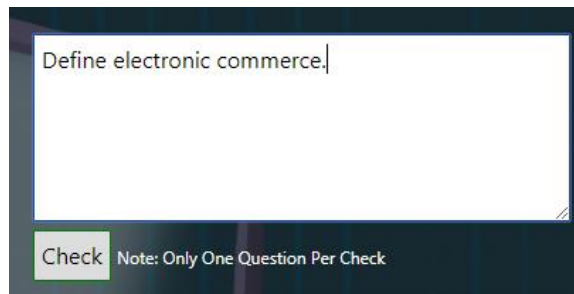 Define electronic commerce.
Check
Note: Only One Question Per Check